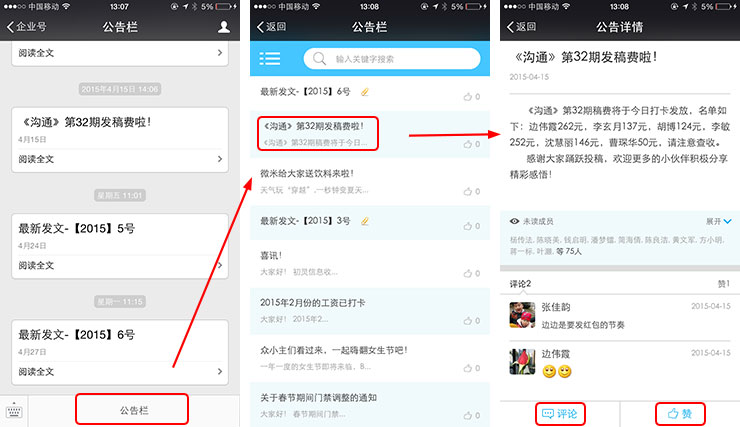 中国移动
13:07
5%
企业号
公告栏
阅读全文
2015年4月15日 14:06
《沟通》第32期发稿费啦！
4月15日
阅读全文
星期五 11:01
最新发文-【2015】5号
4月24日
阅读全文
星期一 11:15
最新发文-【2015】6号
4月27日
阅读全文
公告栏
中国移动
13:08
5%
返回
公告栏
输入关键字搜索
最新发文-【2015】6号
0
《沟通》第32期发稿费啦！
《沟通》第32期稿费将于今日...
0
微米给大家送饮料来啦！
天气玩“穿越”,一秒钟变夏天...
0
最新发文-【2015】3号
0
喜讯！
大家好！ 初灵信息收...
0
2015年2月份的工资已打卡
大家好！ 2015年2...
0
众小主们看过来，一起嗨翻女生节吧！
一年一度的女生节即将来临，B...
0
关于春节期间门禁调整的通知
大家好！ 春节期间门禁...
0
中国移动
13:08
5%
返回
公告详情
《沟通》第32期发稿费啦！
2015-04-15
《沟通》第32期稿费将于今日打卡发放，名单如
下：边伟霞262元，李玄月137元，胡博124元，李敏
252元，沈慧丽146元，曹琛华50元，请注意查收。
感谢大家踊跃投稿，欢迎更多的小伙伴积极分享
精彩感悟！
未读成员
展开
杨传法, 陈晓美, 钱启明, 潘梦镭, 简海情, 陈良洁, 黄文军, 方小明,
蒋一标, 叶灏, 等 75人
评论2
赞1
张佳韵
2015-04-15
边边是要发红包的节奏
边伟霞
2015-04-15
评论
赞